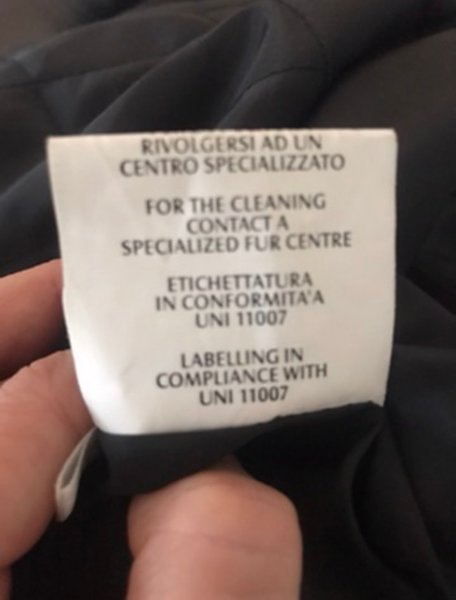 RIVOLGERSI AD UN
CENTRO SPECIALIZZATO
FOR THE CLEANING
CONTACT A
SPECIALIZED FUR CENTRE
ETICHETTATURA
IN CONFORMITA'A
UNI 11007
LABELLING IN
COMPLIANCE WITH
UNI 11007